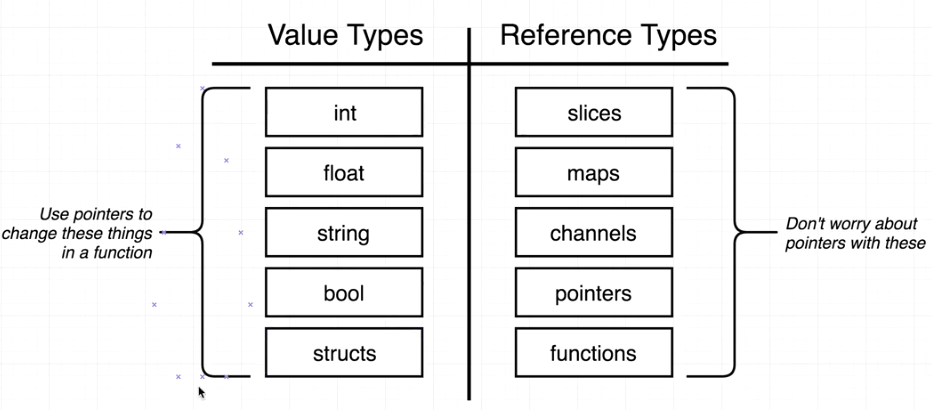 Value Types
Reference Types
int
slices
float
maps
Use pointers to
change these things
in a function
string
channels
Don't worry about
pointers with these
bool
pointers
structs
functions